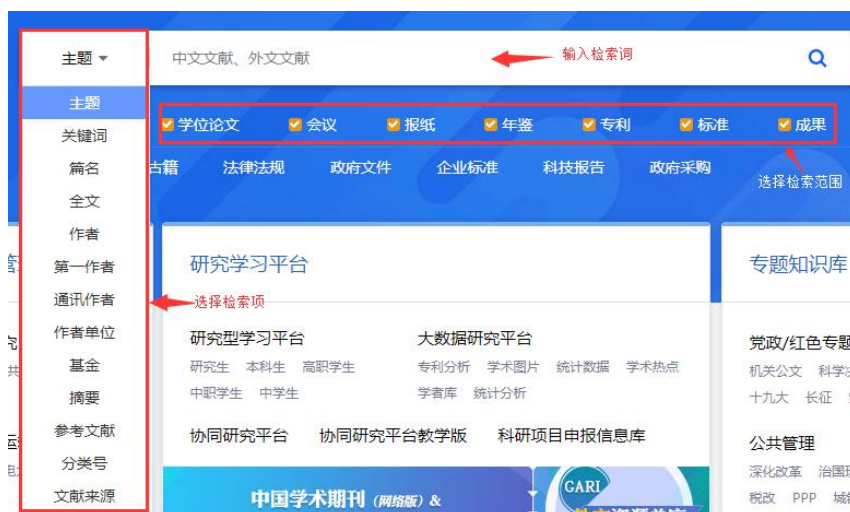 主题
中文文献、外文文献
输入检索词
主题
关键词
篇名
全文
作者
第一作者
通讯作者
作者单位
基金
摘要
参考文献
分类号
文献来源
学位论文 会议 报纸 年鉴 专利 标准 成果
古籍 法律法规 政府文件 企业标准 科技报告 政府采购
选择检索范围
选择检索项
研究学习平台
研究型学习平台
研究生 本科生 高职学生
中职学生 中学生
大数据研究平台
专利分析 学术图片 统计数据 学术热点
学者库 统计分析
协同研究平台 协同研究平台教学版 科研项目申报信息库
中国学术期刊（网络版）&
GARI
专题知识库
党政/红色专题
机关公文 科学决
十九大 长征
公共管理
深化改革 治国理
税改 PPP 城镇